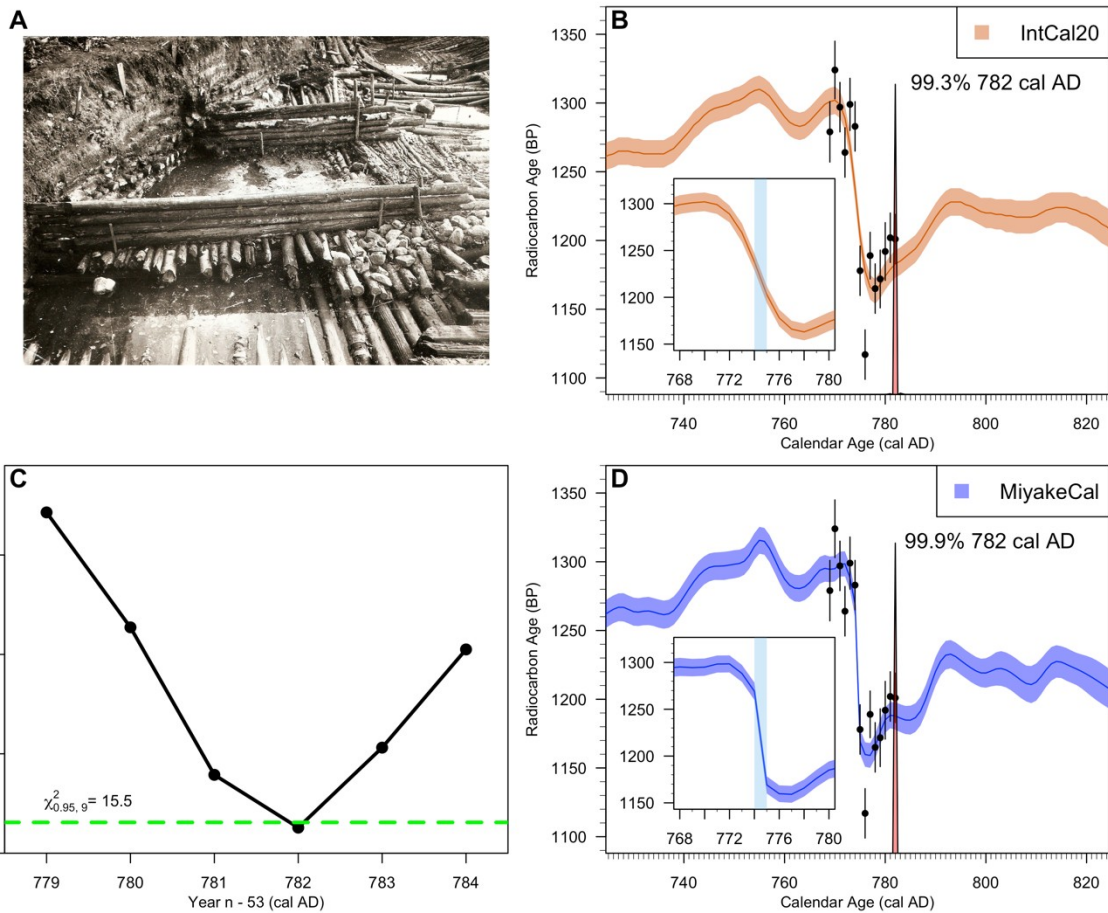 A
B
IntCal20
99.3% 782 cal AD
Radiocarbon Age (BP)
1350
1300
1250
1200
1150
1100
1300
1250
1200
1150
768 772 776 780
740 760 780 800 820
Calendar Age (cal AD)
C
χ²0.95, 9 = 15.5
779 780 781 782 783 784
Year n - 53 (cal AD)
D
MiyakeCal
99.9% 782 cal AD
Radiocarbon Age (BP)
1350
1300
1250
1200
1150
1100
1300
1250
1200
1150
768 772 776 780
740 760 780 800 820
Calendar Age (cal AD)